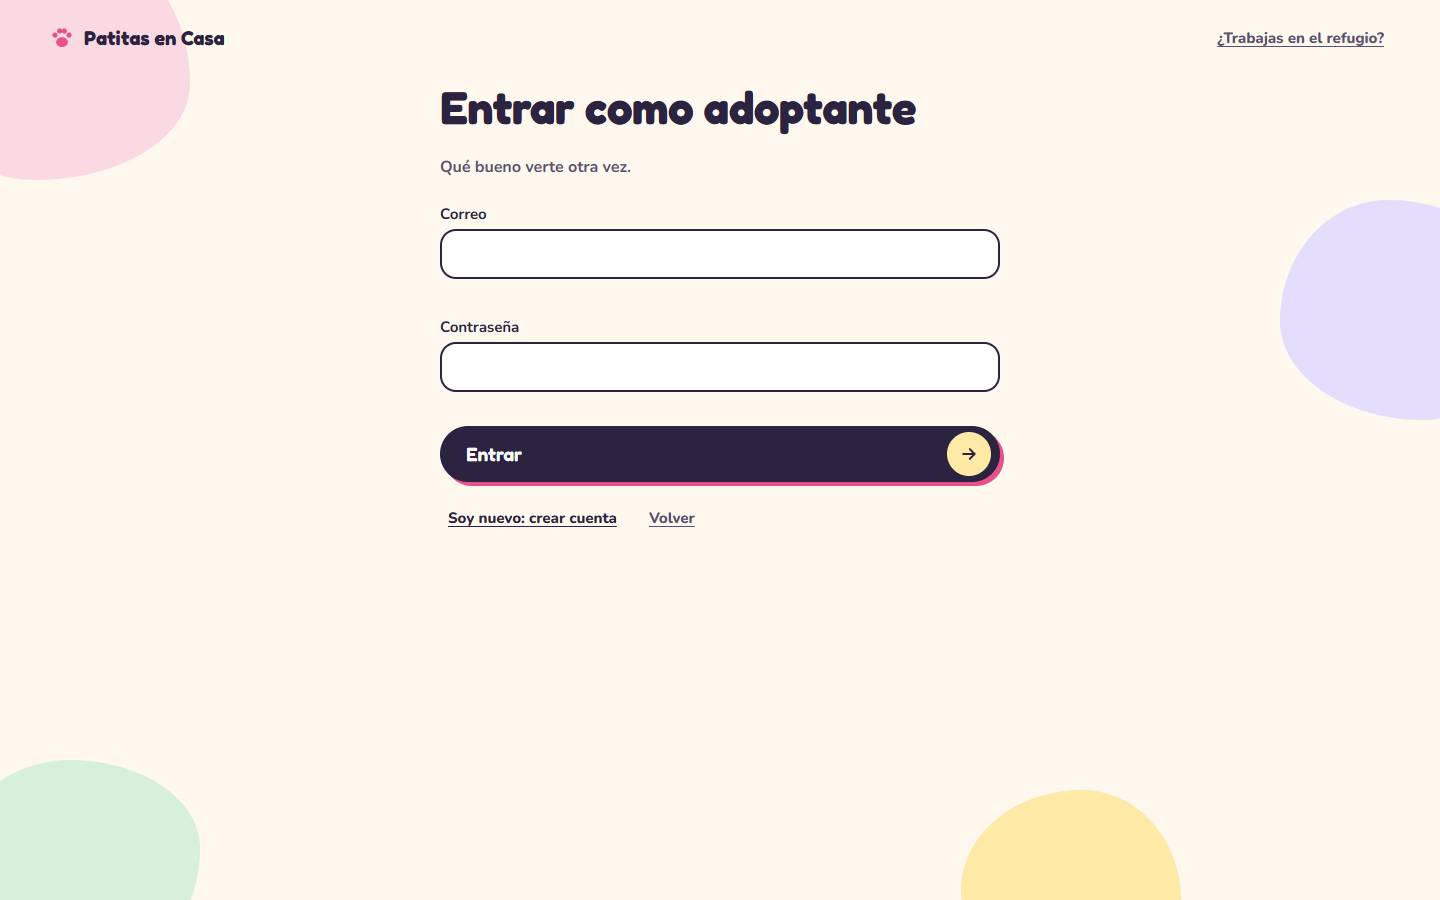 Patitas en Casa
¿Trabajas en el refugio?
Entrar como adoptante
Qué bueno verte otra vez.
Correo
Contraseña
Entrar
Soy nuevo: crear cuenta
Volver